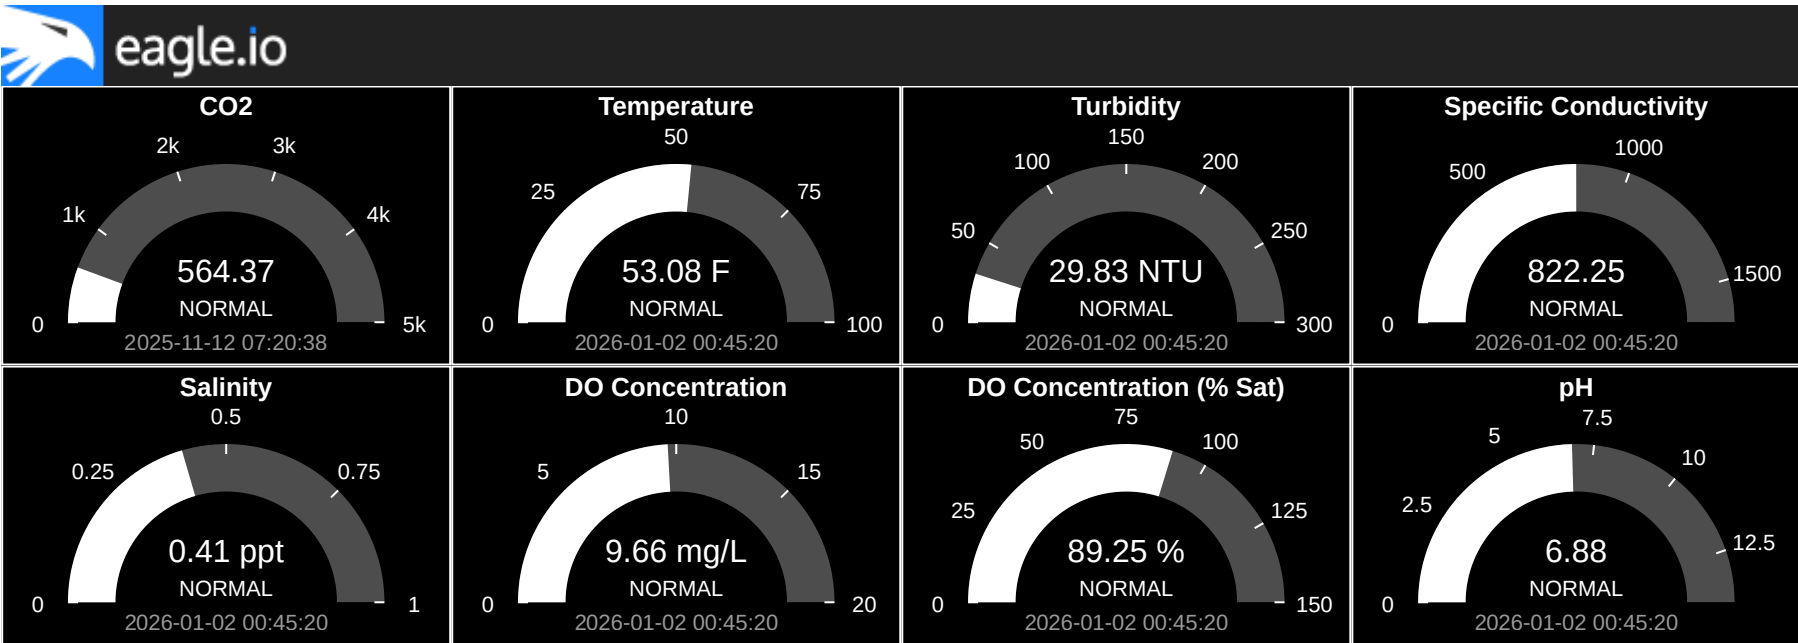 eagle.io
CO2
0
1k
2k
3k
4k
5k
564.37
NORMAL
2025-11-12 07:20:38
Temperature
0
25
50
75
100
53.08 F
NORMAL
2026-01-02 00:45:20
Turbidity
0
50
100
150
200
250
300
29.83 NTU
NORMAL
2026-01-02 00:45:20
Specific Conductivity
0
500
1000
1500
822.25
NORMAL
2026-01-02 00:45:20
Salinity
0
0.25
0.5
0.75
1
0.41 ppt
NORMAL
2026-01-02 00:45:20
DO Concentration
0
5
10
15
20
9.66 mg/L
NORMAL
2026-01-02 00:45:20
DO Concentration (% Sat)
0
25
50
75
100
125
150
89.25 %
NORMAL
2026-01-02 00:45:20
pH
0
2.5
5
7.5
10
12.5
6.88
NORMAL
2026-01-02 00:45:20